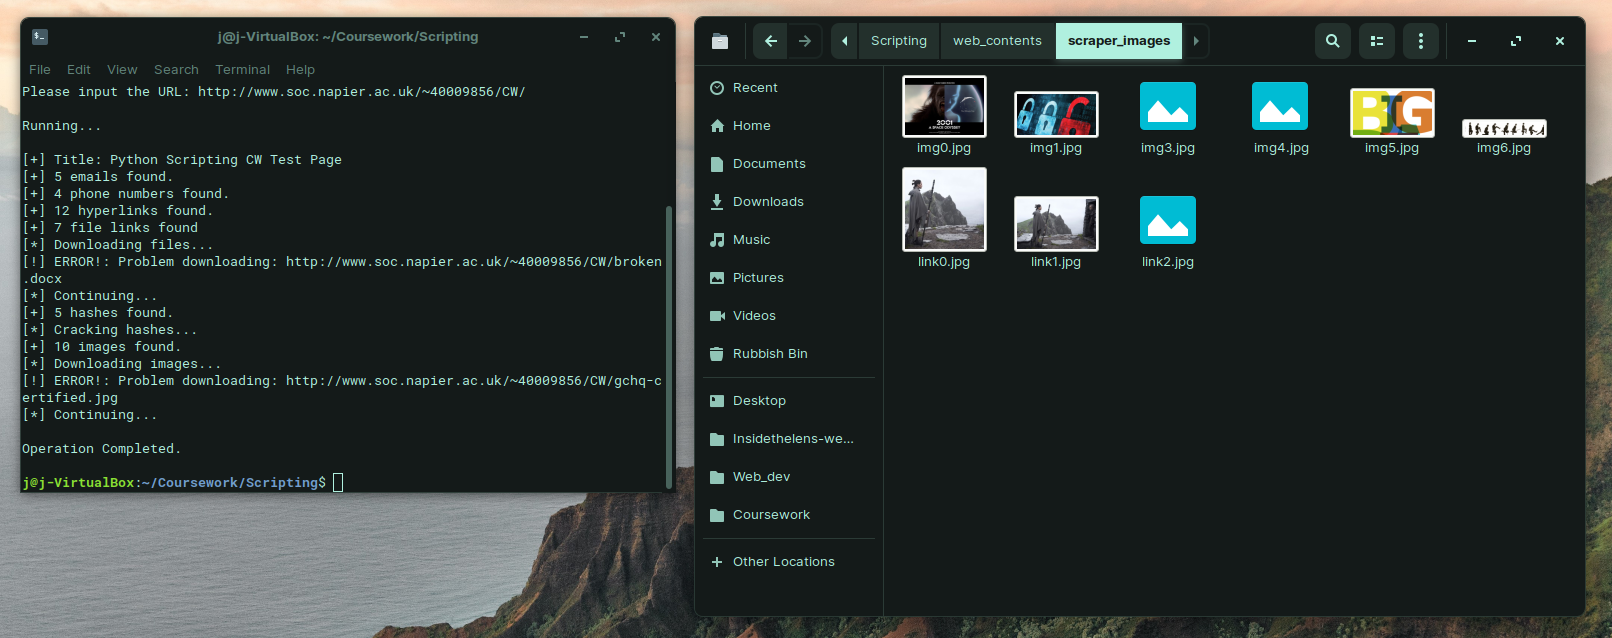 j@j-VirtualBox: ~/Coursework/Scripting
File Edit View Search Terminal Help
Please input the URL: http://www.soc.napier.ac.uk/~40009856/CW/
Running...
[+] Title: Python Scripting CW Test Page
[+] 5 emails found.
[+] 4 phone numbers found.
[+] 12 hyperlinks found.
[+] 7 file links found
[*] Downloading files...
[!] ERROR!: Problem downloading: http://www.soc.napier.ac.uk/~40009856/CW/broken
.docx
[*] Continuing...
[+] 5 hashes found.
[*] Cracking hashes...
[+] 10 images found.
[*] Downloading images...
[!] ERROR!: Problem downloading: http://www.soc.napier.ac.uk/~40009856/CW/gchq-c
ertified.jpg
[*] Continuing...
Operation Completed.
j@j-VirtualBox:~/Coursework/Scripting$
Scripting web_contents scraper_images
Recent
Home
Documents
Downloads
Music
Pictures
Videos
Rubbish Bin
Desktop
Insidethelens-we...
Web_dev
Coursework
Other Locations
2001
A SPACE ODYSSEY
BIG
img0.jpg img1.jpg img3.jpg img4.jpg img5.jpg img6.jpg
link0.jpg link1.jpg link2.jpg